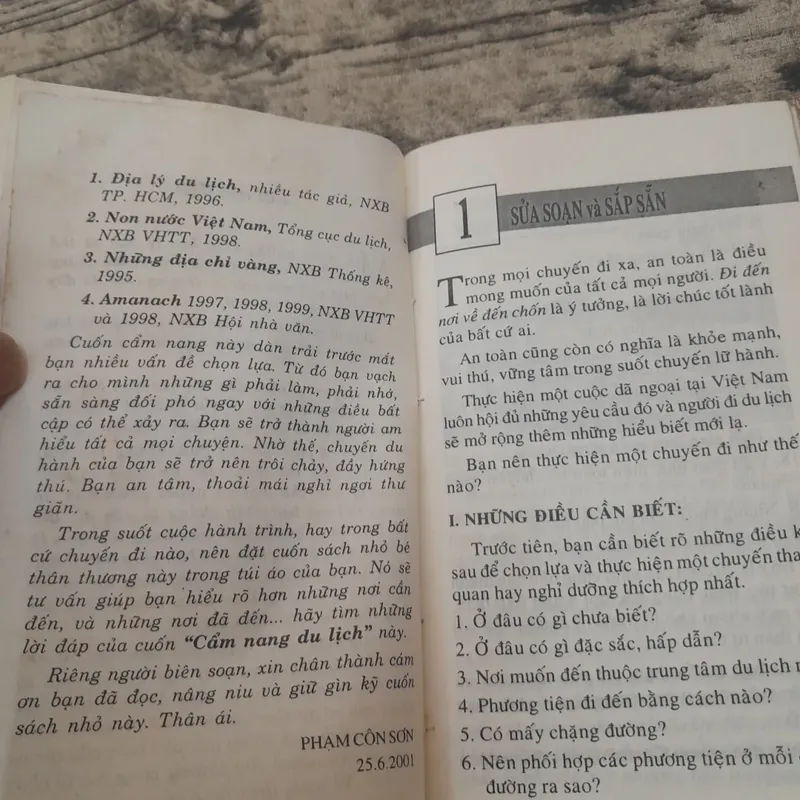 1. Địa lý du lịch, nhiều tác giả, NXB
TP. HCM, 1996.
2. Non nước Việt Nam, Tổng cục du lịch,
NXB VHTT, 1998.
3. Những địa chỉ vàng, NXB Thống kê,
1995.
4. Amanach 1997, 1998, 1999, NXB VHTT
và 1998, NXB Hội nhà văn.
Cuốn cẩm nang này dàn trải trước mắt
bạn nhiều vấn đề chọn lựa. Từ đó bạn vạch
ra cho mình những gì phải làm, phải nhớ,
sẵn sàng đối phó ngay với những điều bất
cập có thể xảy ra. Bạn sẽ trở thành người am
hiểu tất cả mọi chuyện. Nhờ thế, chuyến du
hành của bạn sẽ trở nên trôi chảy, đầy hứng
thú. Bạn an tâm, thoải mái nghỉ ngơi thư
giãn.
Trong suốt cuộc hành trình, hay trong bất
cứ chuyến đi nào, nên đặt cuốn sách nhỏ bé
thân thương này trong túi áo của bạn. Nó sẽ
tư vấn giúp bạn hiểu rõ hơn những nơi cần
đến, và những nơi đã đến... hãy tìm những
lời đáp của cuốn "Cẩm nang du lịch" này.
Riêng người biên soạn, xin chân thành cám
ơn bạn đã đọc, nâng niu và giữ gìn kỹ cuốn
sách nhỏ này. Thân ái.
PHẠM CÔN SƠN
25.6.2001
1 SỬA SOẠN và SẮP SẴN
Trong mọi chuyến đi xa, an toàn là điều
mong muốn của tất cả mọi người. Đi đến
nơi về đến chốn là ý tưởng, là lời chúc tốt lành
của bất cứ ai.
An toàn cũng còn có nghĩa là khỏe mạnh,
vui thú, vững tâm trong suốt chuyến lữ hành.
Thực hiện một cuộc dã ngoại tại Việt Nam
luôn hội đủ những yêu cầu đó và người đi du lịch
sẽ mở rộng thêm những hiểu biết mới lạ.
Bạn nên thực hiện một chuyến đi như thế
nào?
I. NHỮNG ĐIỀU CẦN BIẾT:
Trước tiên, bạn cần biết rõ những điều
sau để chọn lựa và thực hiện một chuyến
quan hay nghỉ dưỡng thích hợp nhất.
1. Ở đâu có gì chưa biết?
2. Ở đâu có gì đặc sắc, hấp dẫn?
3. Nơi muốn đến thuộc trung tâm du lịch
4. Phương tiện đi đến bằng cách nào?
5. Có mấy chặng đường?
6. Nên phối hợp các phương tiện ở mỗi
đường ra sao?